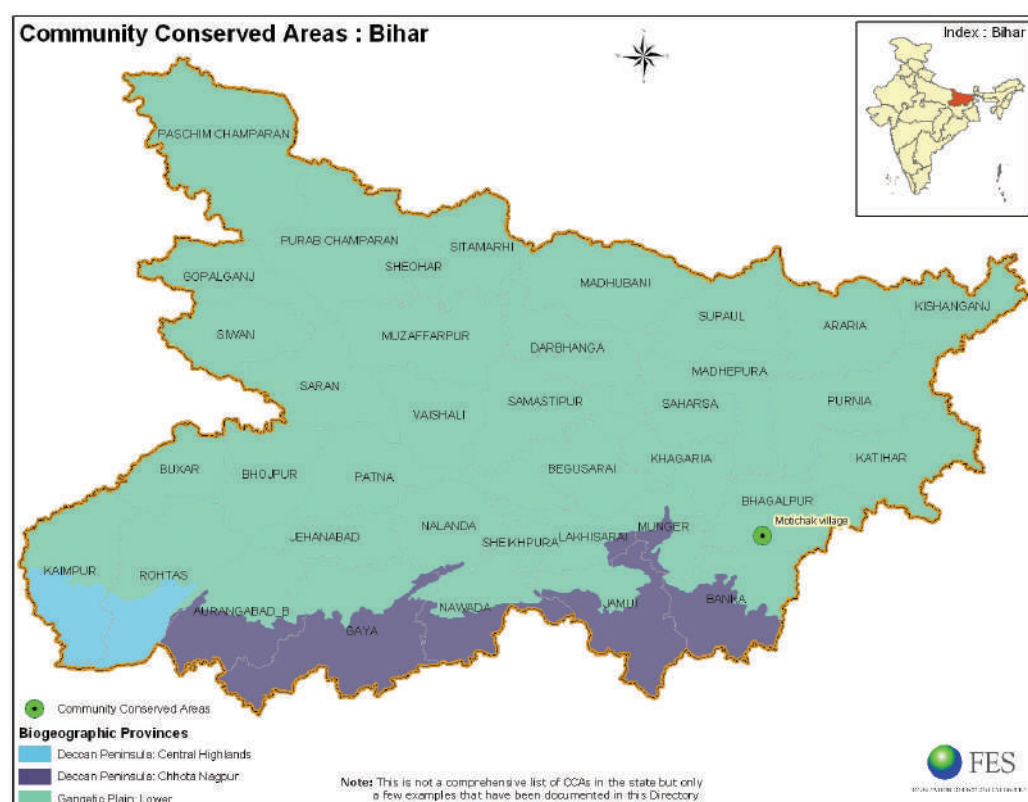 Community Conserved Areas : Bihar
Index : Bihar
PASCHIM CHAMPARAN
PURAB CHAMPARAN
SITAMARHI
SHEOHAR
GOPALGANJ
MADHUBANI
KISHANGANJ
SUPAUL
ARARIA
SIWAN
MUZAFFARPUR
DARBHANGA
MADHEPURA
SARAN
SAMASTIPUR
SAHARSA
PURNIA
VAISHALI
KHAGARIA
KATIHAR
BUXAR
BHOJPUR
PATNA
BEGUSARAI
BHAGALPUR
Motichak village
NALANDA
MUNGER
JEHANABAD
SHEIKHPURA
LAKHISARAI
KAIMPUR
ROHTAS
AURANGABAD_B
NAWADA
JAMUI
BANKA
GAYA
Community Conserved Areas
Biogeographic Provinces
Deccan Peninsula: Central Highlands
Deccan Peninsula: Chhota Nagpur
Gangetic Plain: Lower
Note: This is not a comprehensive list of CCAs in the state but only
a few examples that have been documented in this Directory
FES